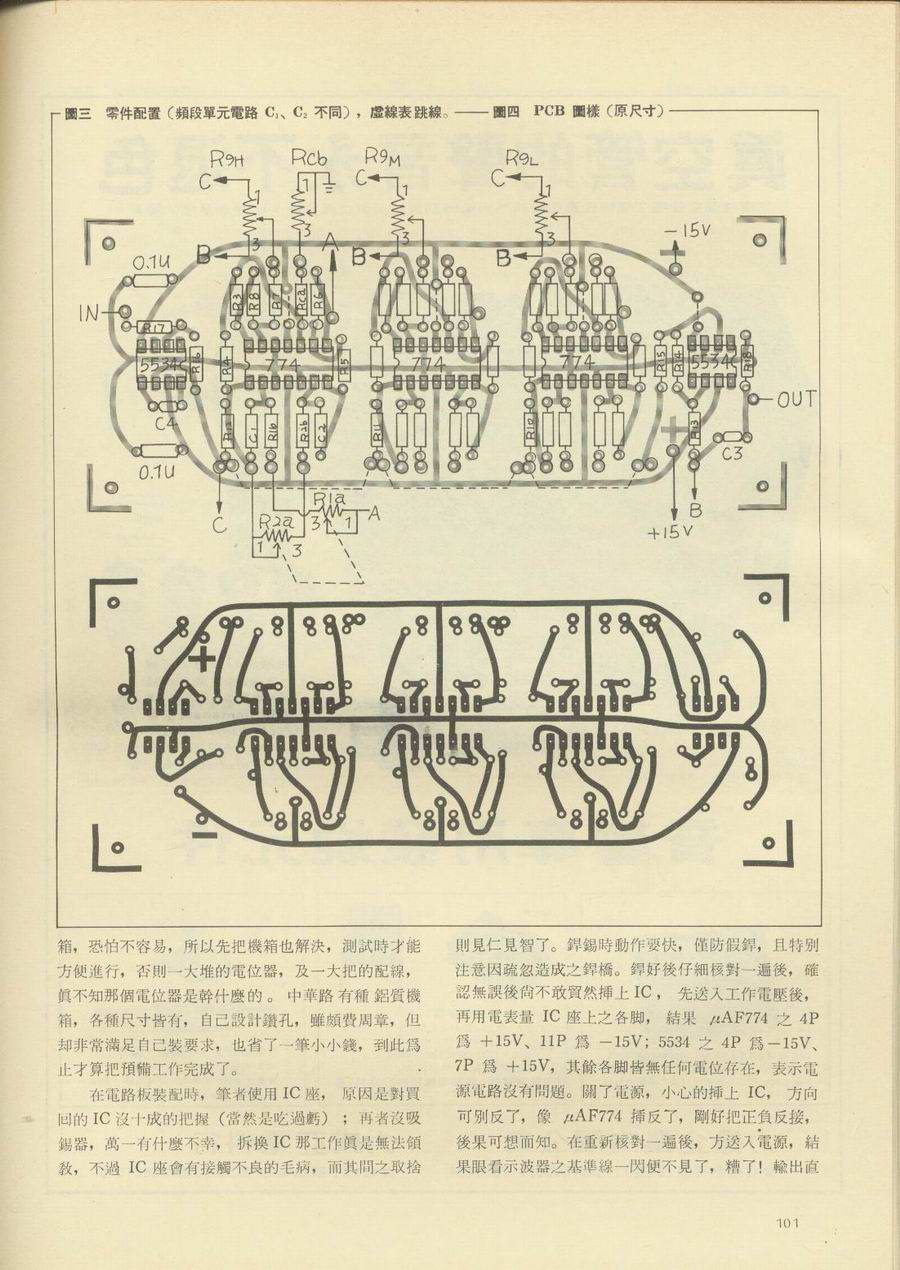 圖三　零件配置（頻段單元電路 C₁、C₂ 不同），虛線表跳線。——圖四　PCB 圖樣（原尺寸）
R9H Rcb R9M R9L
C 1 1 C 1 C 1
3 3 3 3
B A B B -15V
0.1U
IN
R3 R8 R7 Rca R6
R17
5534 R16 R4 774 R5 774 774 R15 R14 5534 R18
OUT
C4 R12 C1 R1b R2b C2 R11 R10 + R13 C3
0.1U
C R2a R1a A B
3 1 +15V
1 3
+
−
箱，恐怕不容易，所以先把機箱也解決，測試時才能
方便進行，否則一大堆的電位器，及一大把的配線，
眞不知那個電位器是幹什麼的。中華路有種鋁質機
箱，各種尺寸皆有，自己設計鑽孔，雖頗費周章，但
却非常滿足自己裝要求，也省了一筆小小錢，到此爲
止才算把預備工作完成了。
在電路板裝配時，筆者使用 IC 座，原因是對買
回的 IC 沒十成的把握（當然是吃過虧）；再者沒吸
錫器，萬一有什麼不幸，拆換 IC 那工作眞是無法領
敎，不過 IC 座會有接觸不良的毛病，而其間之取捨
則見仁見智了。銲錫時動作要快，僅防假銲，且特別
注意因疏忽造成之銲橋。銲好後仔細核對一遍後，確
認無誤後尙不敢貿然揷上 IC，先送入工作電壓後，
再用電表量 IC 座上之各脚，結果 μAF774 之 4P
爲 +15V、11P 爲 −15V；5534 之 4P 爲−15V、
7P 爲 +15V，其餘各脚皆無任何電位存在，表示電
源電路沒有問題。關了電源，小心的揷上 IC，方向
可別反了，像 μAF774 揷反了，剛好把正負反接，
後果可想而知。在重新核對一遍後，方送入電源，結
果眼看示波器之基準線一閃便不見了，糟了！輸出直
101